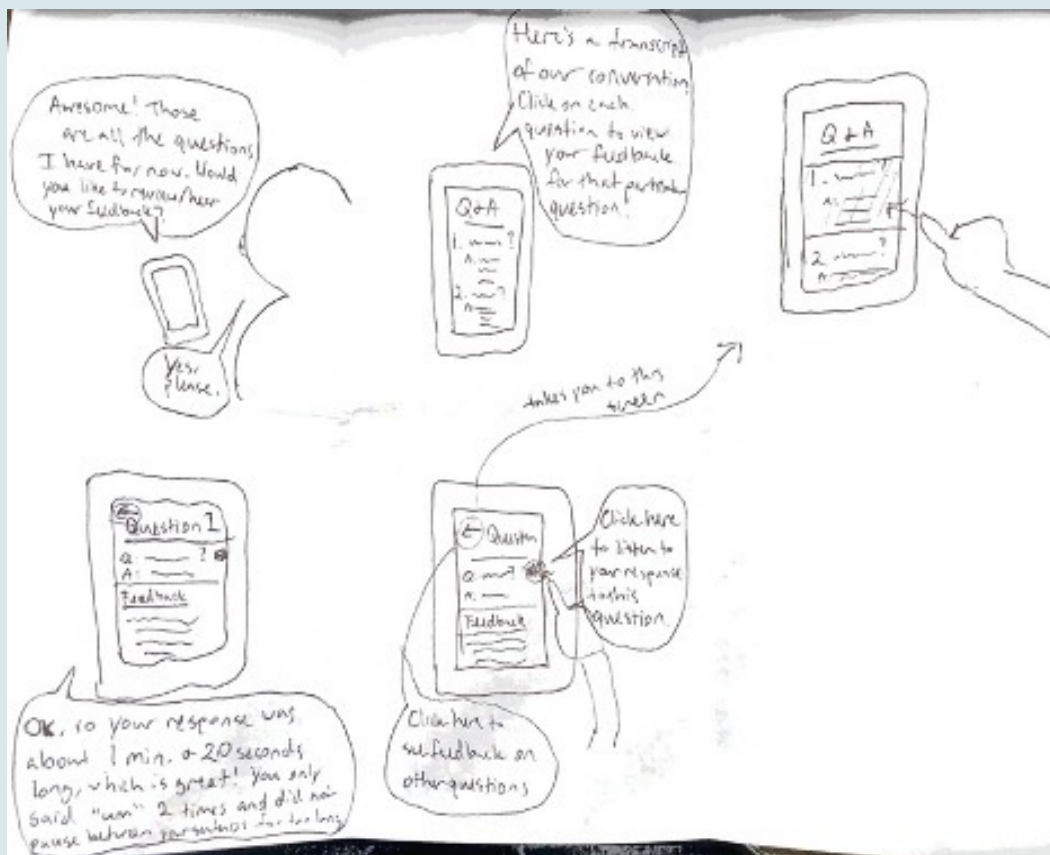 Awesome! Those
are all the questions
I have for now. Would
you like to review/hear
your feedback?
Yes,
please.
Here's a transcript
of our conversation
Click on each
question to view
your feedback
for that particular
question!
Q&A
1. ?
A:
2. ?
A:
Q & A
1. ?
A:
2. ?
A:
takes you to this
screen
← Question 1
Q: ?
A:
Feedback
OK, so your response was
about 1 min. & 20 seconds
long, which is great! You only
said "um" 2 times and did not
pause between your for too long
← Question
Q: ?
A:
Feedback
Click here
to listen to
your response
to this
question
Click here to
see feedback on
other questions